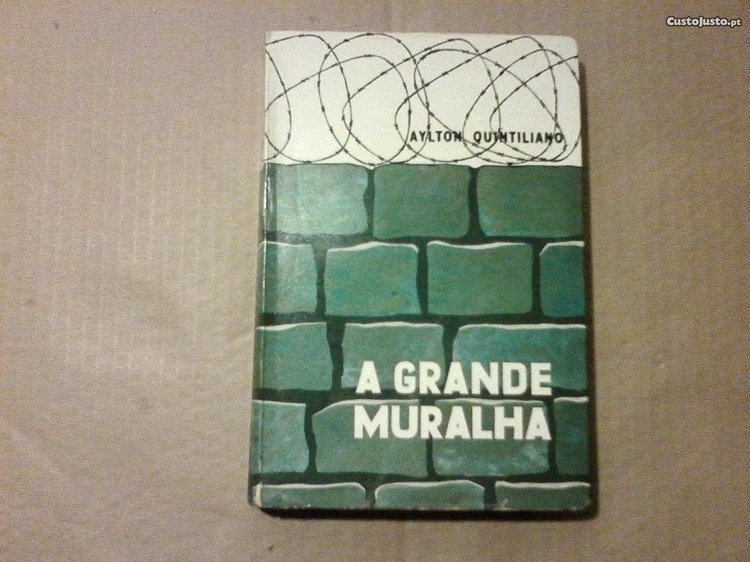 CustoJusto.pt
AYLTON QUINTILIANO
A GRANDE
MURALHA